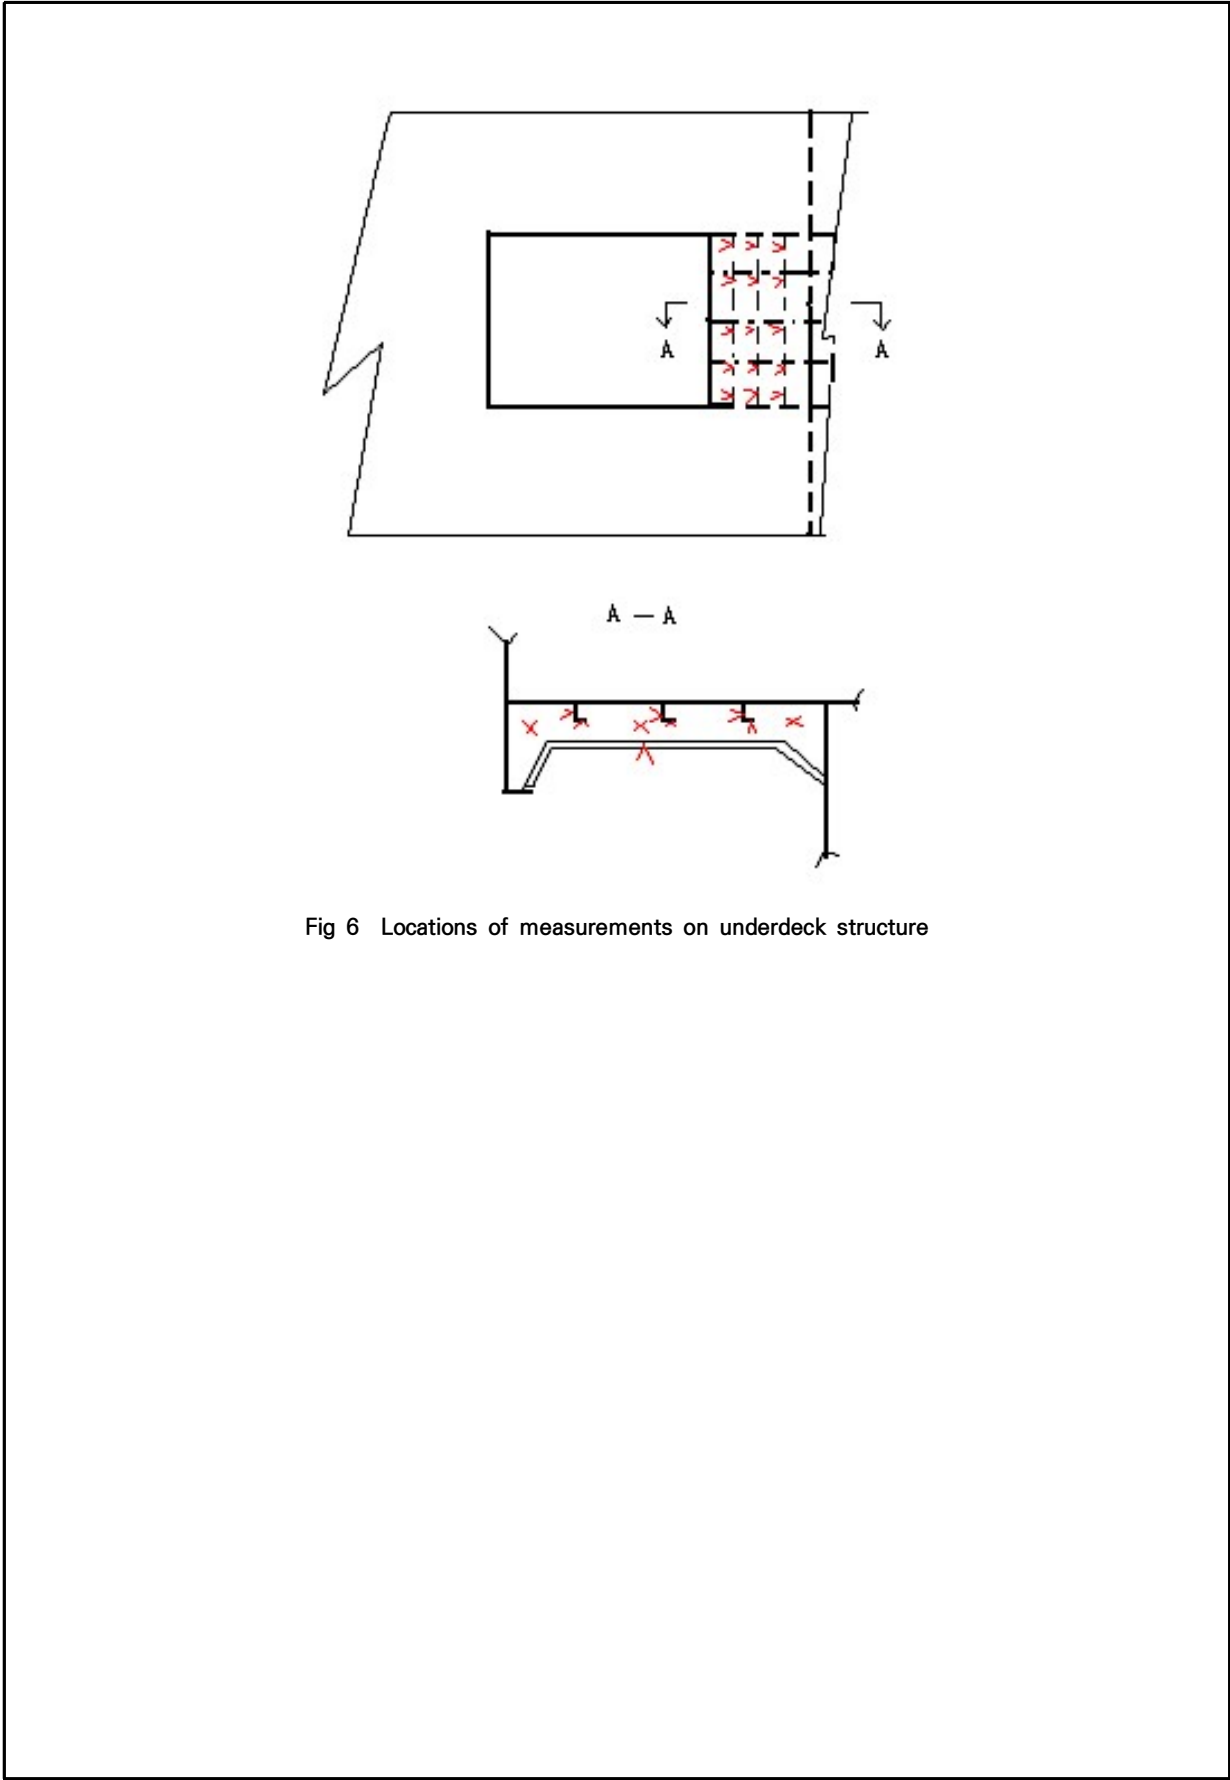 A A
A — A
Fig 6 Locations of measurements on underdeck structure